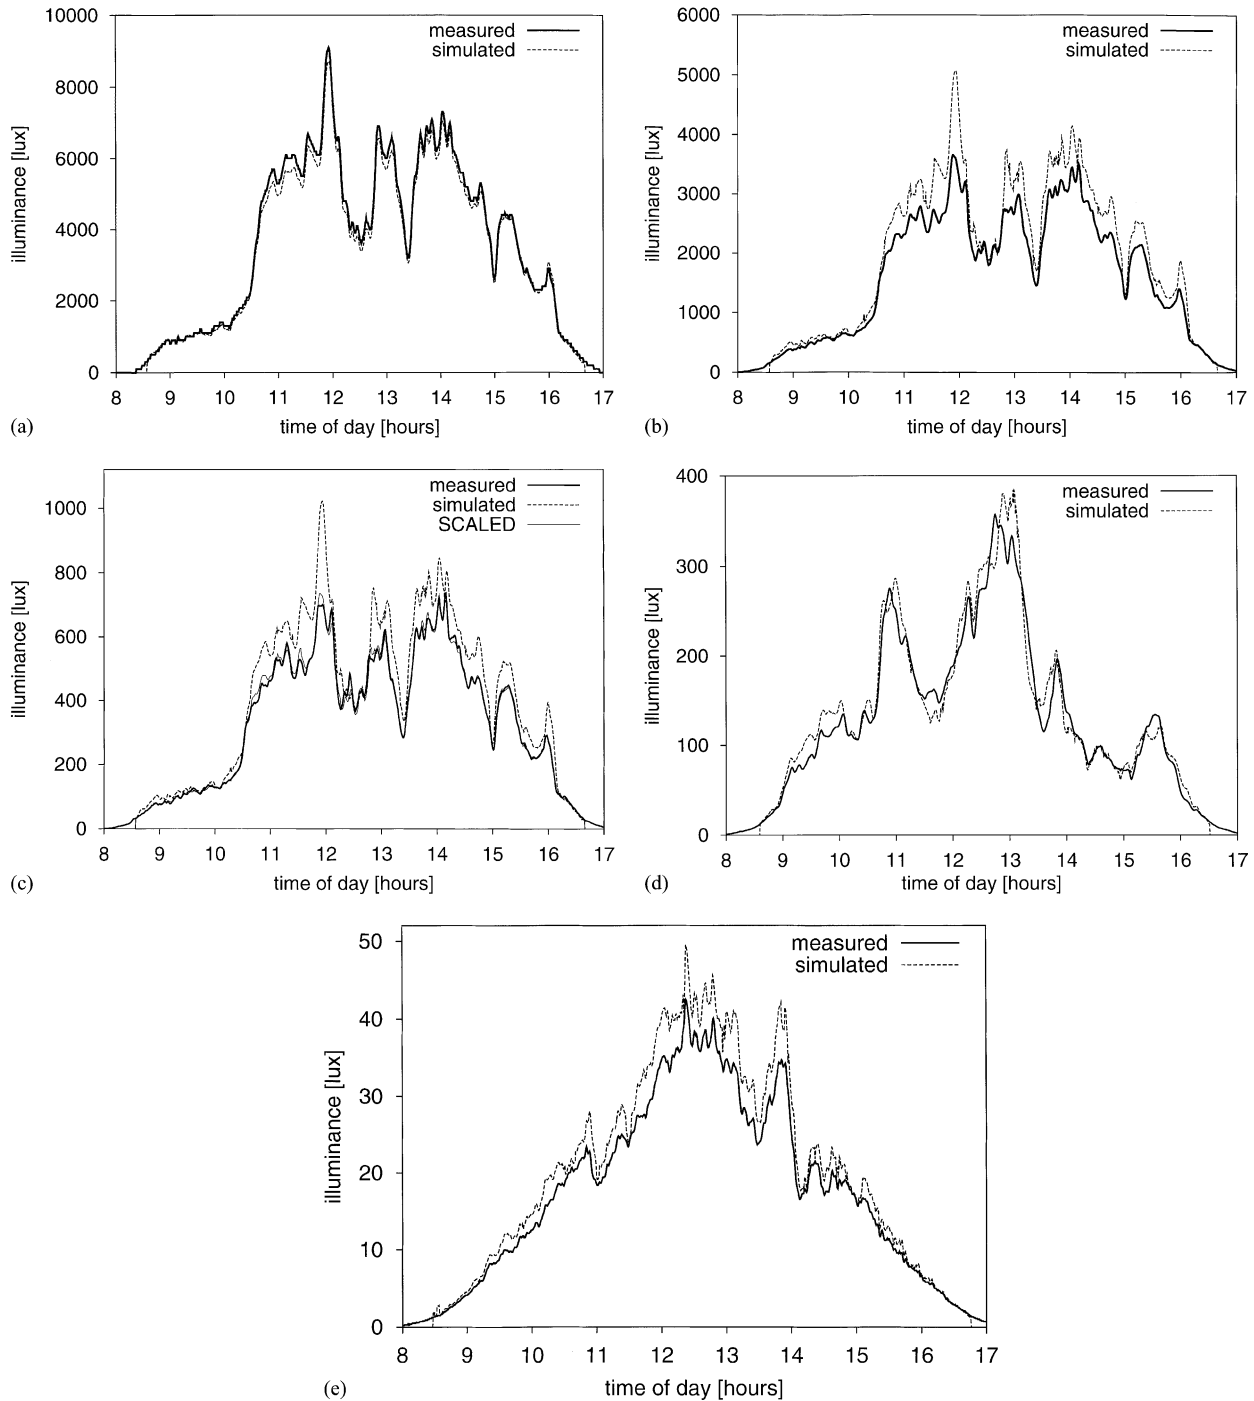 10000
8000
6000
4000
2000
0
illuminance [lux]
measured
simulated
8 9 10 11 12 13 14 15 16 17
time of day [hours]
(a)
6000
5000
4000
3000
2000
1000
0
illuminance [lux]
measured
simulated
8 9 10 11 12 13 14 15 16 17
time of day [hours]
(b)
1000
800
600
400
200
0
illuminance [lux]
measured
simulated
SCALED
8 9 10 11 12 13 14 15 16 17
time of day [hours]
(c)
400
300
200
100
0
illuminance [lux]
measured
simulated
8 9 10 11 12 13 14 15 16 17
time of day [hours]
(d)
50
40
30
20
10
0
illuminance [lux]
measured
simulated
8 9 10 11 12 13 14 15 16 17
time of day [hours]
(e)